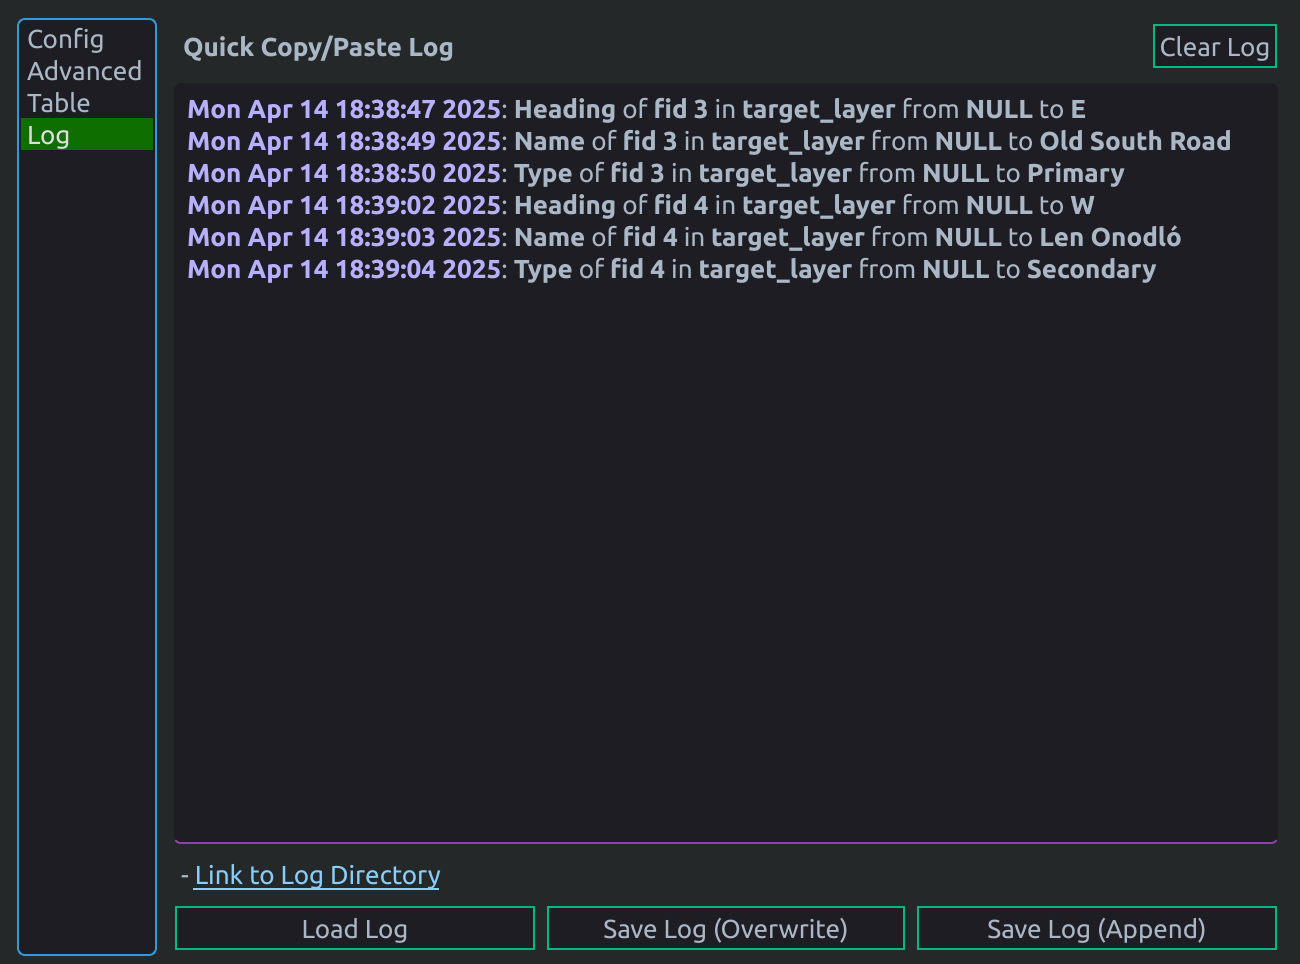 Config
Advanced
Table
Log
Quick Copy/Paste Log
Clear Log
Mon Apr 14 18:38:47 2025: Heading of fid 3 in target_layer from NULL to E
Mon Apr 14 18:38:49 2025: Name of fid 3 in target_layer from NULL to Old South Road
Mon Apr 14 18:38:50 2025: Type of fid 3 in target_layer from NULL to Primary
Mon Apr 14 18:39:02 2025: Heading of fid 4 in target_layer from NULL to W
Mon Apr 14 18:39:03 2025: Name of fid 4 in target_layer from NULL to Len Onodló
Mon Apr 14 18:39:04 2025: Type of fid 4 in target_layer from NULL to Secondary
- Link to Log Directory
Load Log
Save Log (Overwrite)
Save Log (Append)